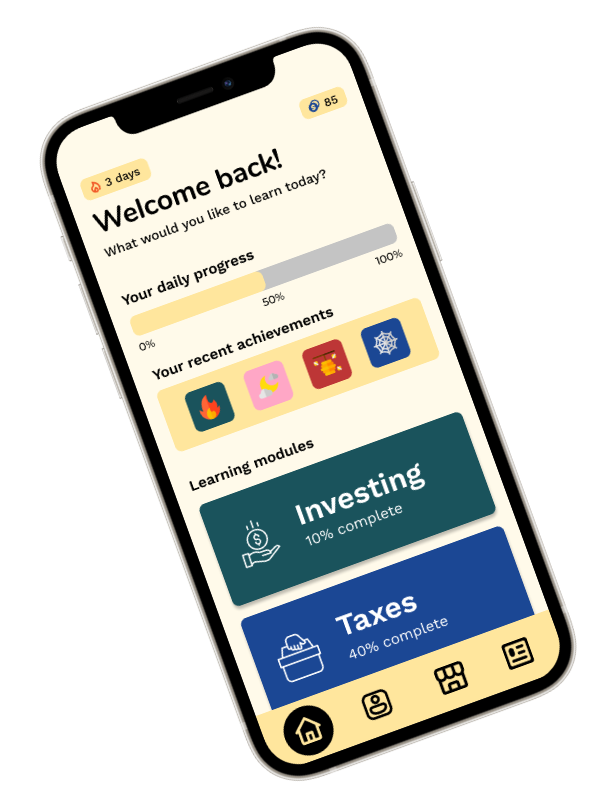 85
3 days
Welcome back!
What would you like to learn today?
Your daily progress
0%
50%
100%
Your recent achievements
Learning modules
$
Investing
10% complete
Taxes
40% complete